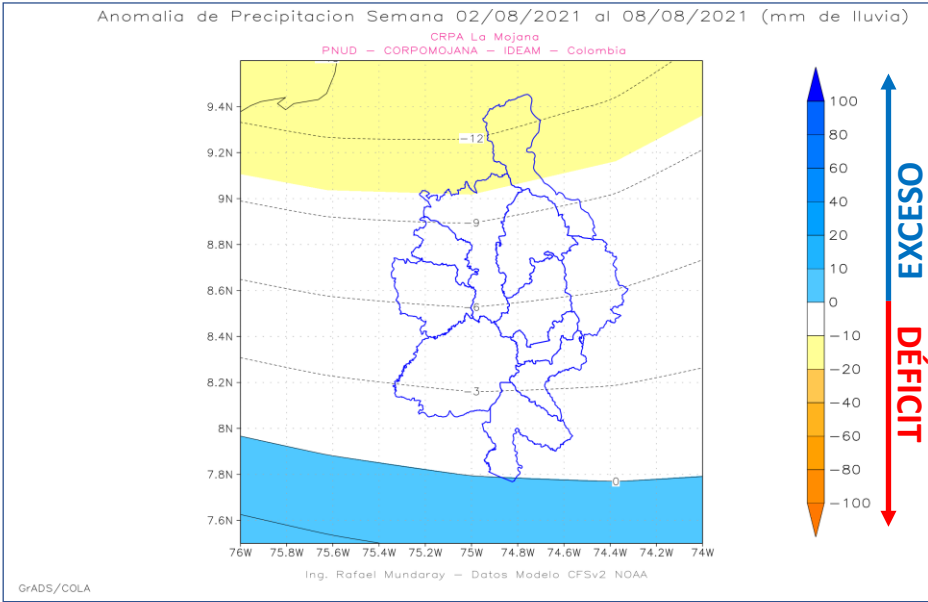 Anomalia de Precipitacion Semana 02/08/2021 al 08/08/2021 (mm de lluvia)
CRPA La Mojana
PNUD – CORPOMOJANA – IDEAM – Colombia
9.4N
9.2N
9N
8.8N
8.6N
8.4N
8.2N
8N
7.8N
7.6N
-12
-9
-6
-3
0
76W 75.8W 75.6W 75.4W 75.2W 75W 74.8W 74.6W 74.4W 74.2W 74W
100
80
60
40
20
10
0
-10
-20
-40
-60
-80
-100
EXCESO
DÉFICIT
Ing. Rafael Mundaray – Datos Modelo CFSv2 NOAA
GrADS/COLA